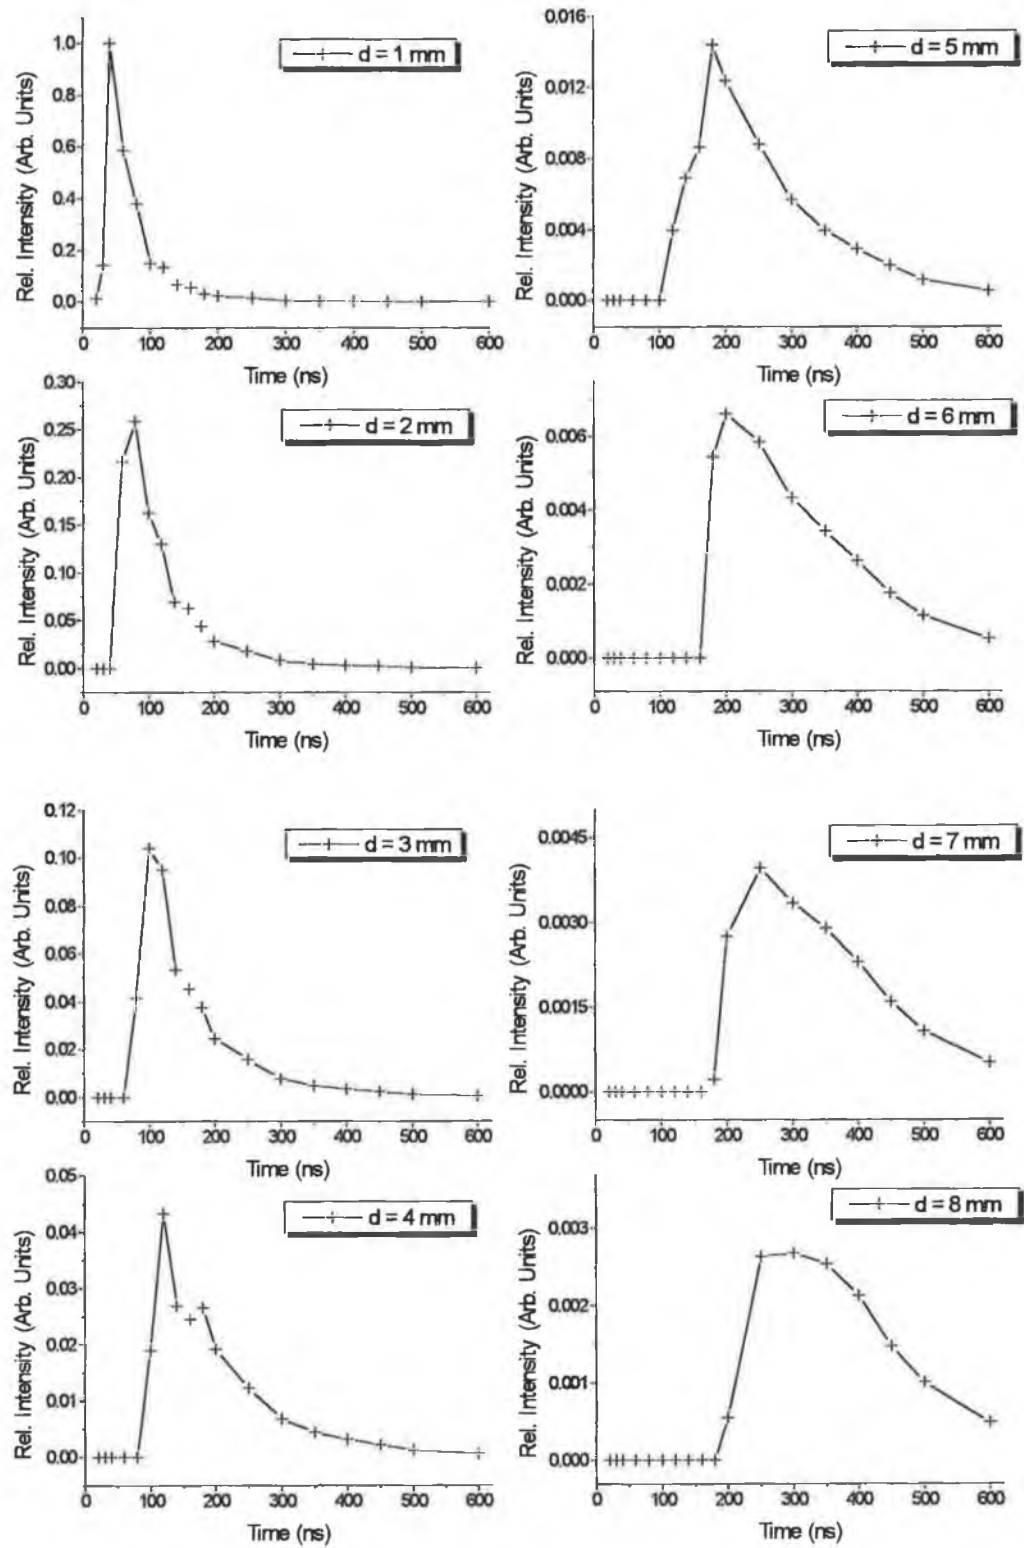 d = 1 mm
Rel. Intensity (Arb. Units)
1.0
0.8
0.6
0.4
0.2
0.0
0 100 200 300 400 500 600
Time (ns)
d = 5 mm
Rel. Intensity (Arb. Units)
0.016
0.012
0.008
0.004
0.000
0 100 200 300 400 500 600
Time (ns)
d = 2 mm
Rel. Intensity (Arb. Units)
0.30
0.25
0.20
0.15
0.10
0.05
0.00
0 100 200 300 400 500 600
Time (ns)
d = 6 mm
Rel. Intensity (Arb. Units)
0.006
0.004
0.002
0.000
0 100 200 300 400 500 600
Time (ns)
d = 3 mm
Rel. Intensity (Arb. Units)
0.12
0.10
0.08
0.06
0.04
0.02
0.00
0 100 200 300 400 500 600
Time (ns)
d = 7 mm
Rel. Intensity (Arb. Units)
0.0045
0.0030
0.0015
0.0000
0 100 200 300 400 500 600
Time (ns)
d = 4 mm
Rel. Intensity (Arb. Units)
0.05
0.04
0.03
0.02
0.01
0.00
0 100 200 300 400 500 600
Time (ns)
d = 8 mm
Rel. Intensity (Arb. Units)
0.003
0.002
0.001
0.000
0 100 200 300 400 500 600
Time (ns)